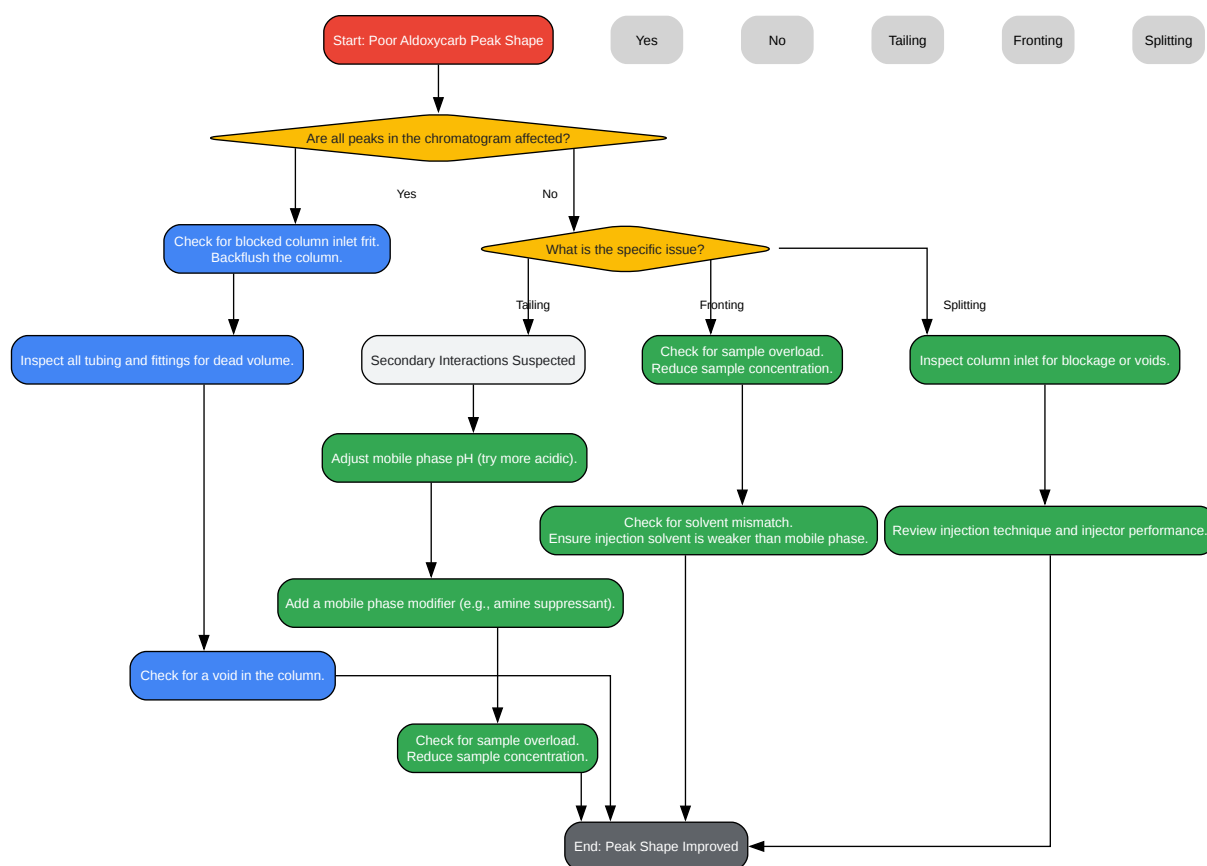 Start: Poor Aldoxycarb Peak Shape
Yes
No
Tailing
Fronting
Splitting
Are all peaks in the chromatogram affected?
Yes
No
Check for blocked column inlet frit.
Backflush the column.
What is the specific issue?
Tailing
Fronting
Splitting
Inspect all tubing and fittings for dead volume.
Secondary Interactions Suspected
Check for sample overload.
Reduce sample concentration.
Inspect column inlet for blockage or voids.
Adjust mobile phase pH (try more acidic).
Check for solvent mismatch.
Ensure injection solvent is weaker than mobile phase.
Review injection technique and injector performance.
Add a mobile phase modifier (e.g., amine suppressant).
Check for a void in the column.
Check for sample overload.
Reduce sample concentration.
End: Peak Shape Improved